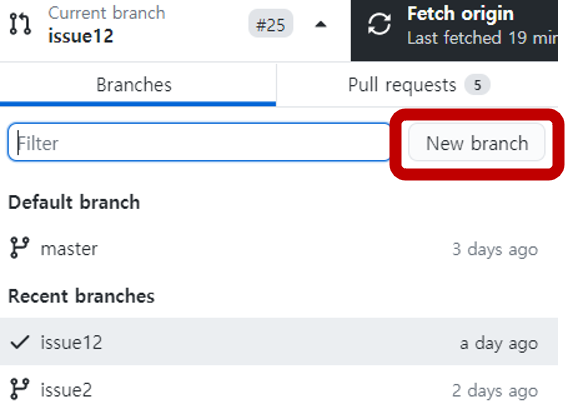 Current branch
issue12
#25
Fetch origin
Last fetched 19 min
Branches
Pull requests 5
Filter
New branch
Default branch
master 3 days ago
Recent branches
issue12 a day ago
issue2 2 days ago